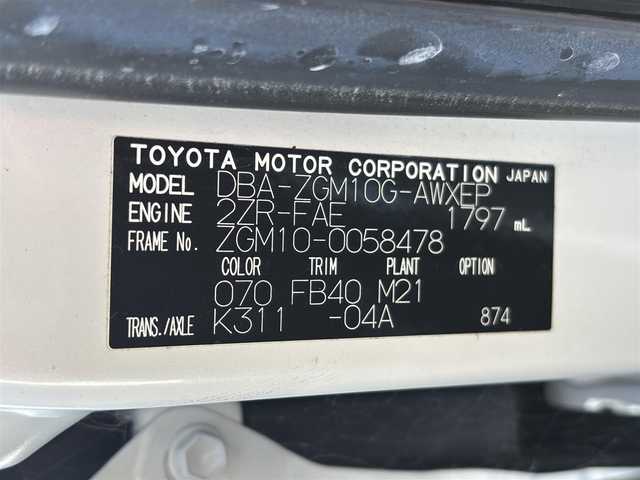 TOYOTA MOTOR CORPORATION JAPAN
MODEL DBA-ZGM10G-AWXEP
ENGINE 2ZR-FAE 1797 mL
FRAME No. ZGM10-0058478
COLOR TRIM PLANT OPTION
070 FB40 M21
TRANS./AXLE K311 -04A 874